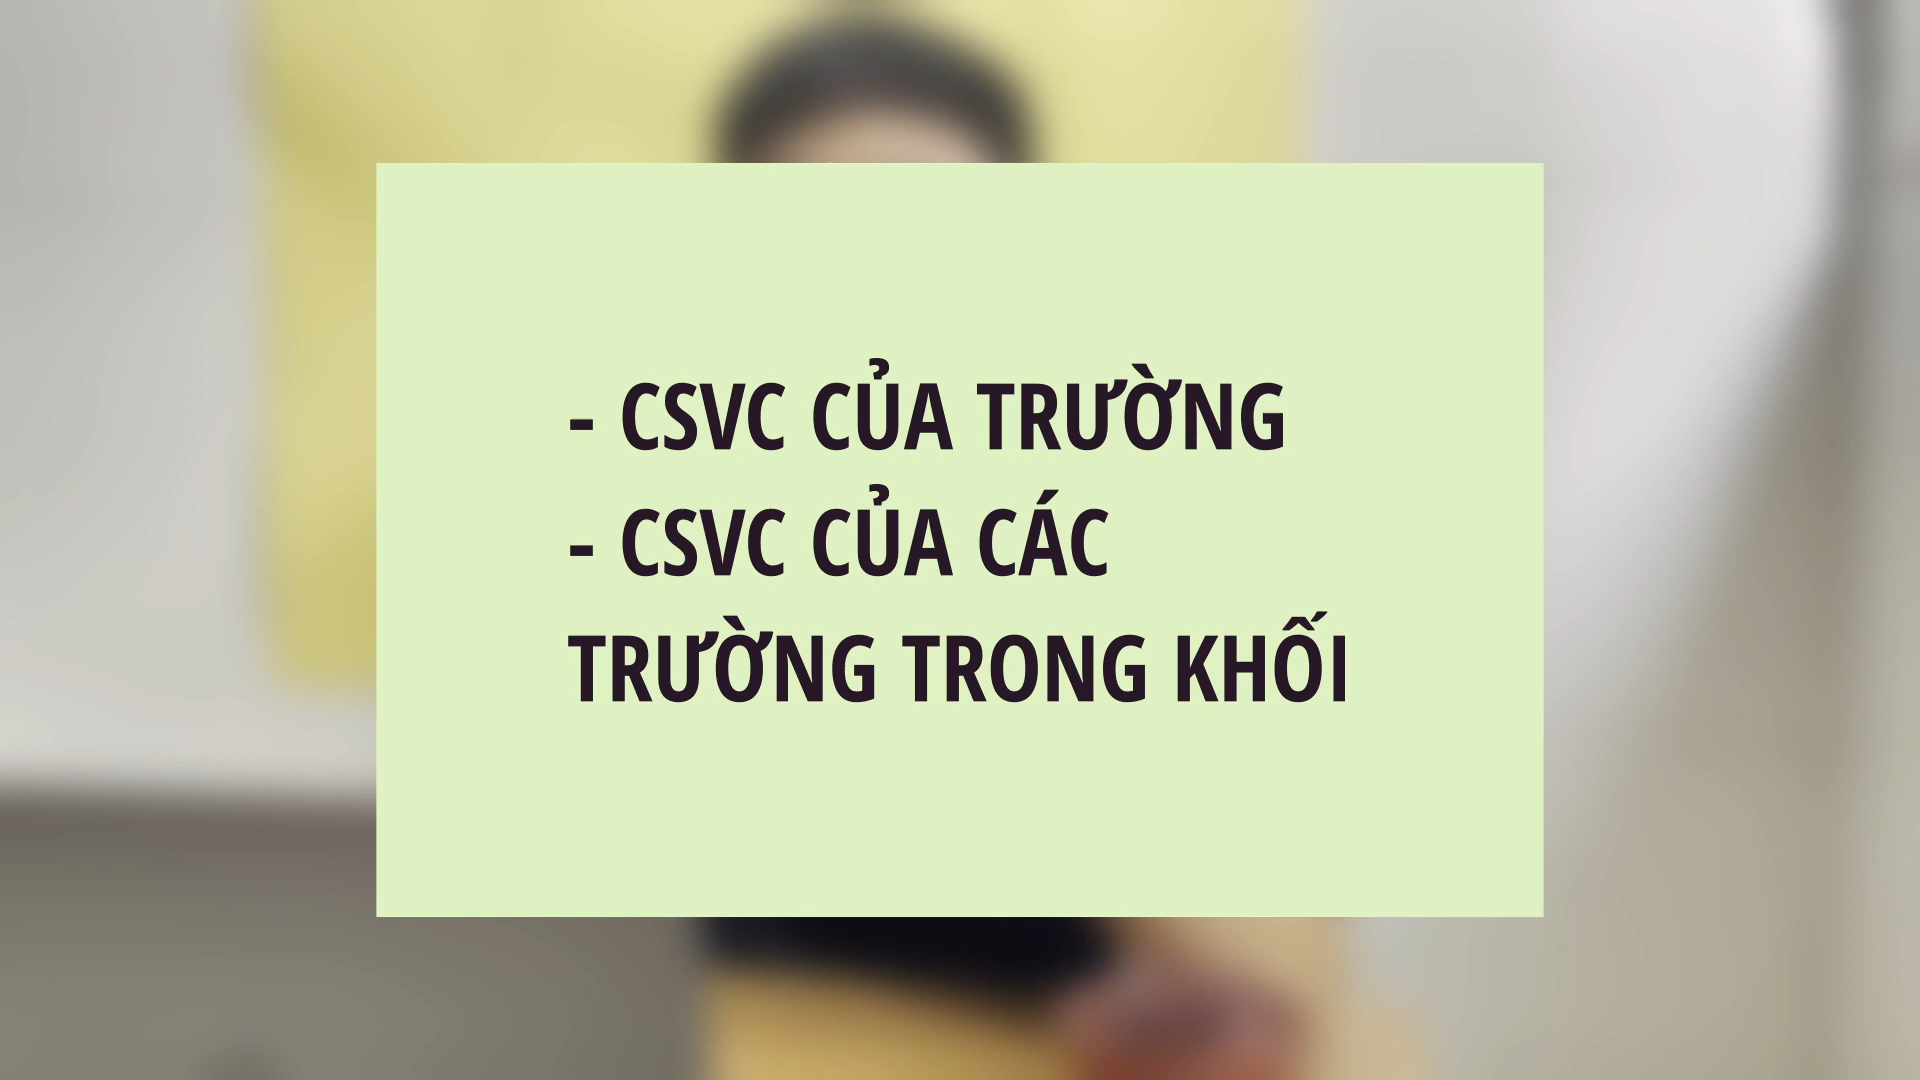 - CSVC CỦA TRƯỜNG
- CSVC CỦA CÁC
TRƯỜNG TRONG KHỐI